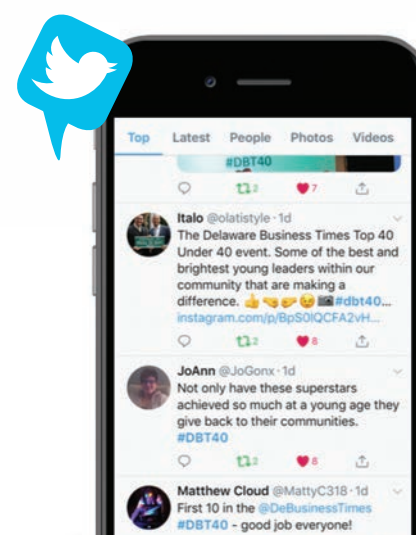 Top Latest People Photos Videos
#DBT40
2 7
Italo @olatistyle · 1d
The Delaware Business Times Top 40
Under 40 event. Some of the best and
brightest young leaders within our
community that are making a
difference. 👍🤜🤛😉📷#dbt40...
instagram.com/p/BpS0lQCFA2vH...
2 8
JoAnn @JoGonx · 1d
Not only have these superstars
achieved so much at a young age they
give back to their communities.
#DBT40
2 8
Matthew Cloud @MattyC318 · 1d
First 10 in the @DeBusinessTimes
#DBT40 - good job everyone!